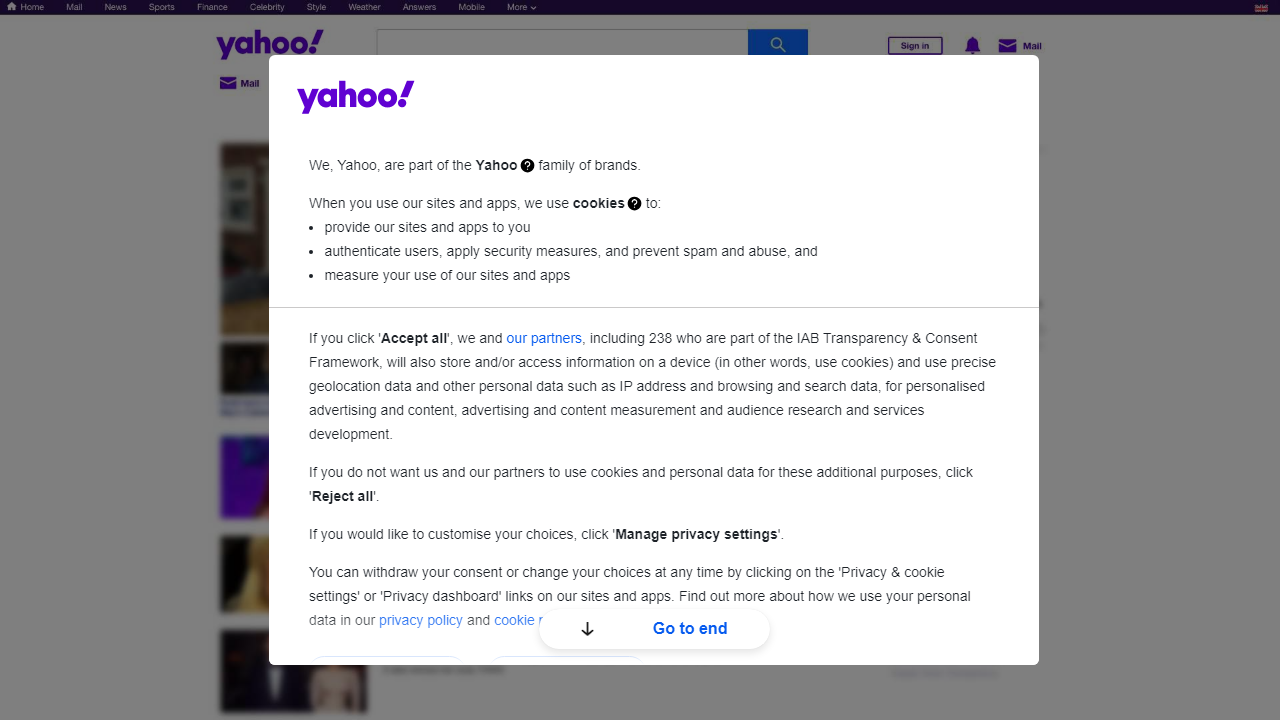 Home Mail News Sports Finance Celebrity Style Weather Answers Mobile More
yahoo!
Sign in
Mail
Mail
yahoo!
We, Yahoo, are part of the Yahoo ? family of brands.
When you use our sites and apps, we use cookies ? to:
• provide our sites and apps to you
• authenticate users, apply security measures, and prevent spam and abuse, and
• measure your use of our sites and apps
If you click 'Accept all', we and our partners, including 238 who are part of the IAB Transparency & Consent
Framework, will also store and/or access information on a device (in other words, use cookies) and use precise
geolocation data and other personal data such as IP address and browsing and search data, for personalised
advertising and content, advertising and content measurement and audience research and services
development.
If you do not want us and our partners to use cookies and personal data for these additional purposes, click
'Reject all'.
If you would like to customise your choices, click 'Manage privacy settings'.
You can withdraw your consent or change your choices at any time by clicking on the 'Privacy & cookie
settings' or 'Privacy dashboard' links on our sites and apps. Find out more about how we use your personal
data in our privacy policy and cookie
Go to end